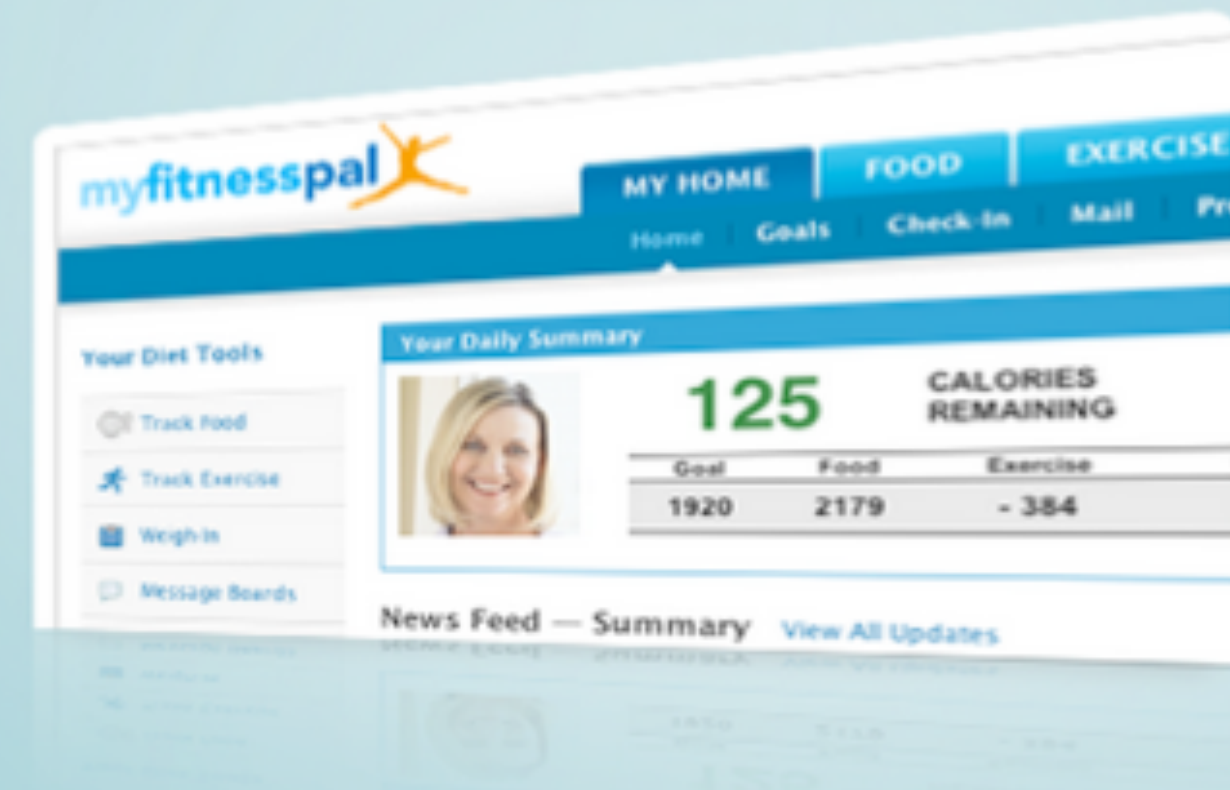 myfitnesspal
MY HOME FOOD EXERCISE
Home Goals Check-In Mail
Your Diet Tools
Track Food
Track Exercise
Weigh-In
Message Boards
Your Daily Summary
125 CALORIES REMAINING
Goal Food Exercise
1920 2179 - 384
News Feed — Summary View All Updates